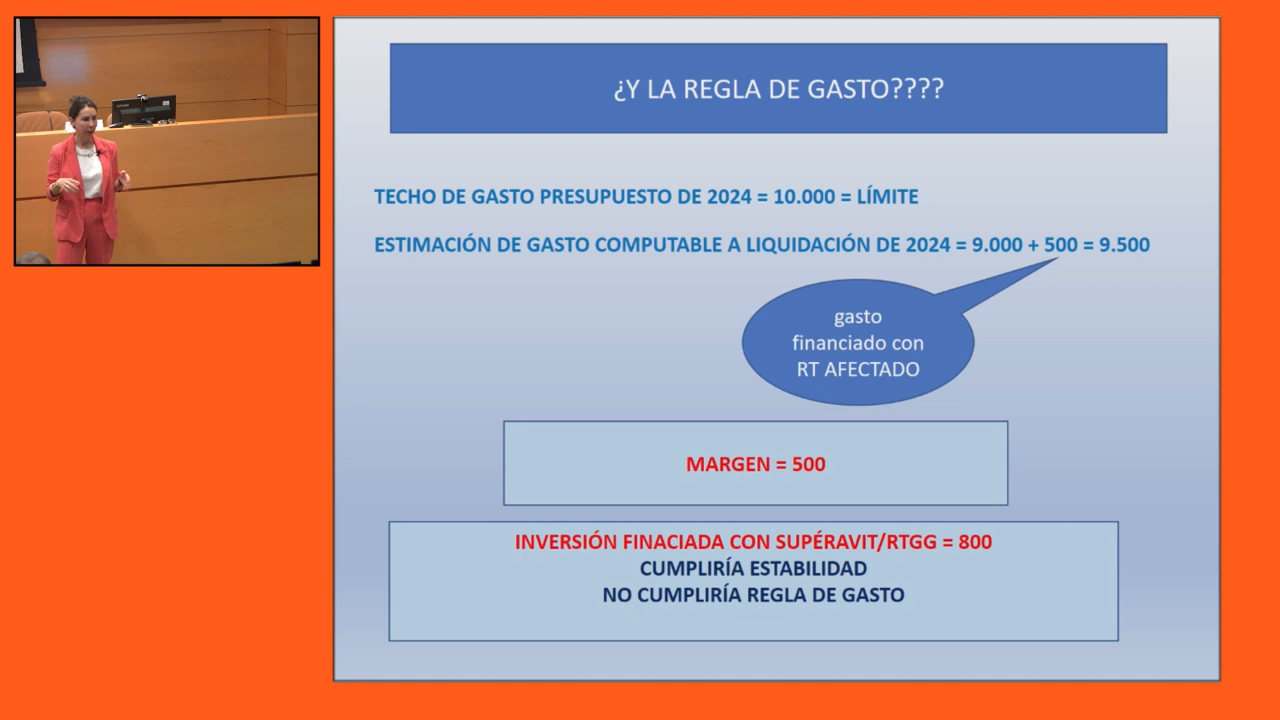 ¿Y LA REGLA DE GASTO????
TECHO DE GASTO PRESUPUESTO DE 2024 = 10.000 = LÍMITE
ESTIMACIÓN DE GASTO COMPUTABLE A LIQUIDACIÓN DE 2024 = 9.000 + 500 = 9.500
gasto
financiado con
RT AFECTADO
MARGEN = 500
INVERSIÓN FINACIADA CON SUPÉRAVIT/RTGG = 800
CUMPLIRÍA ESTABILIDAD
NO CUMPLIRÍA REGLA DE GASTO